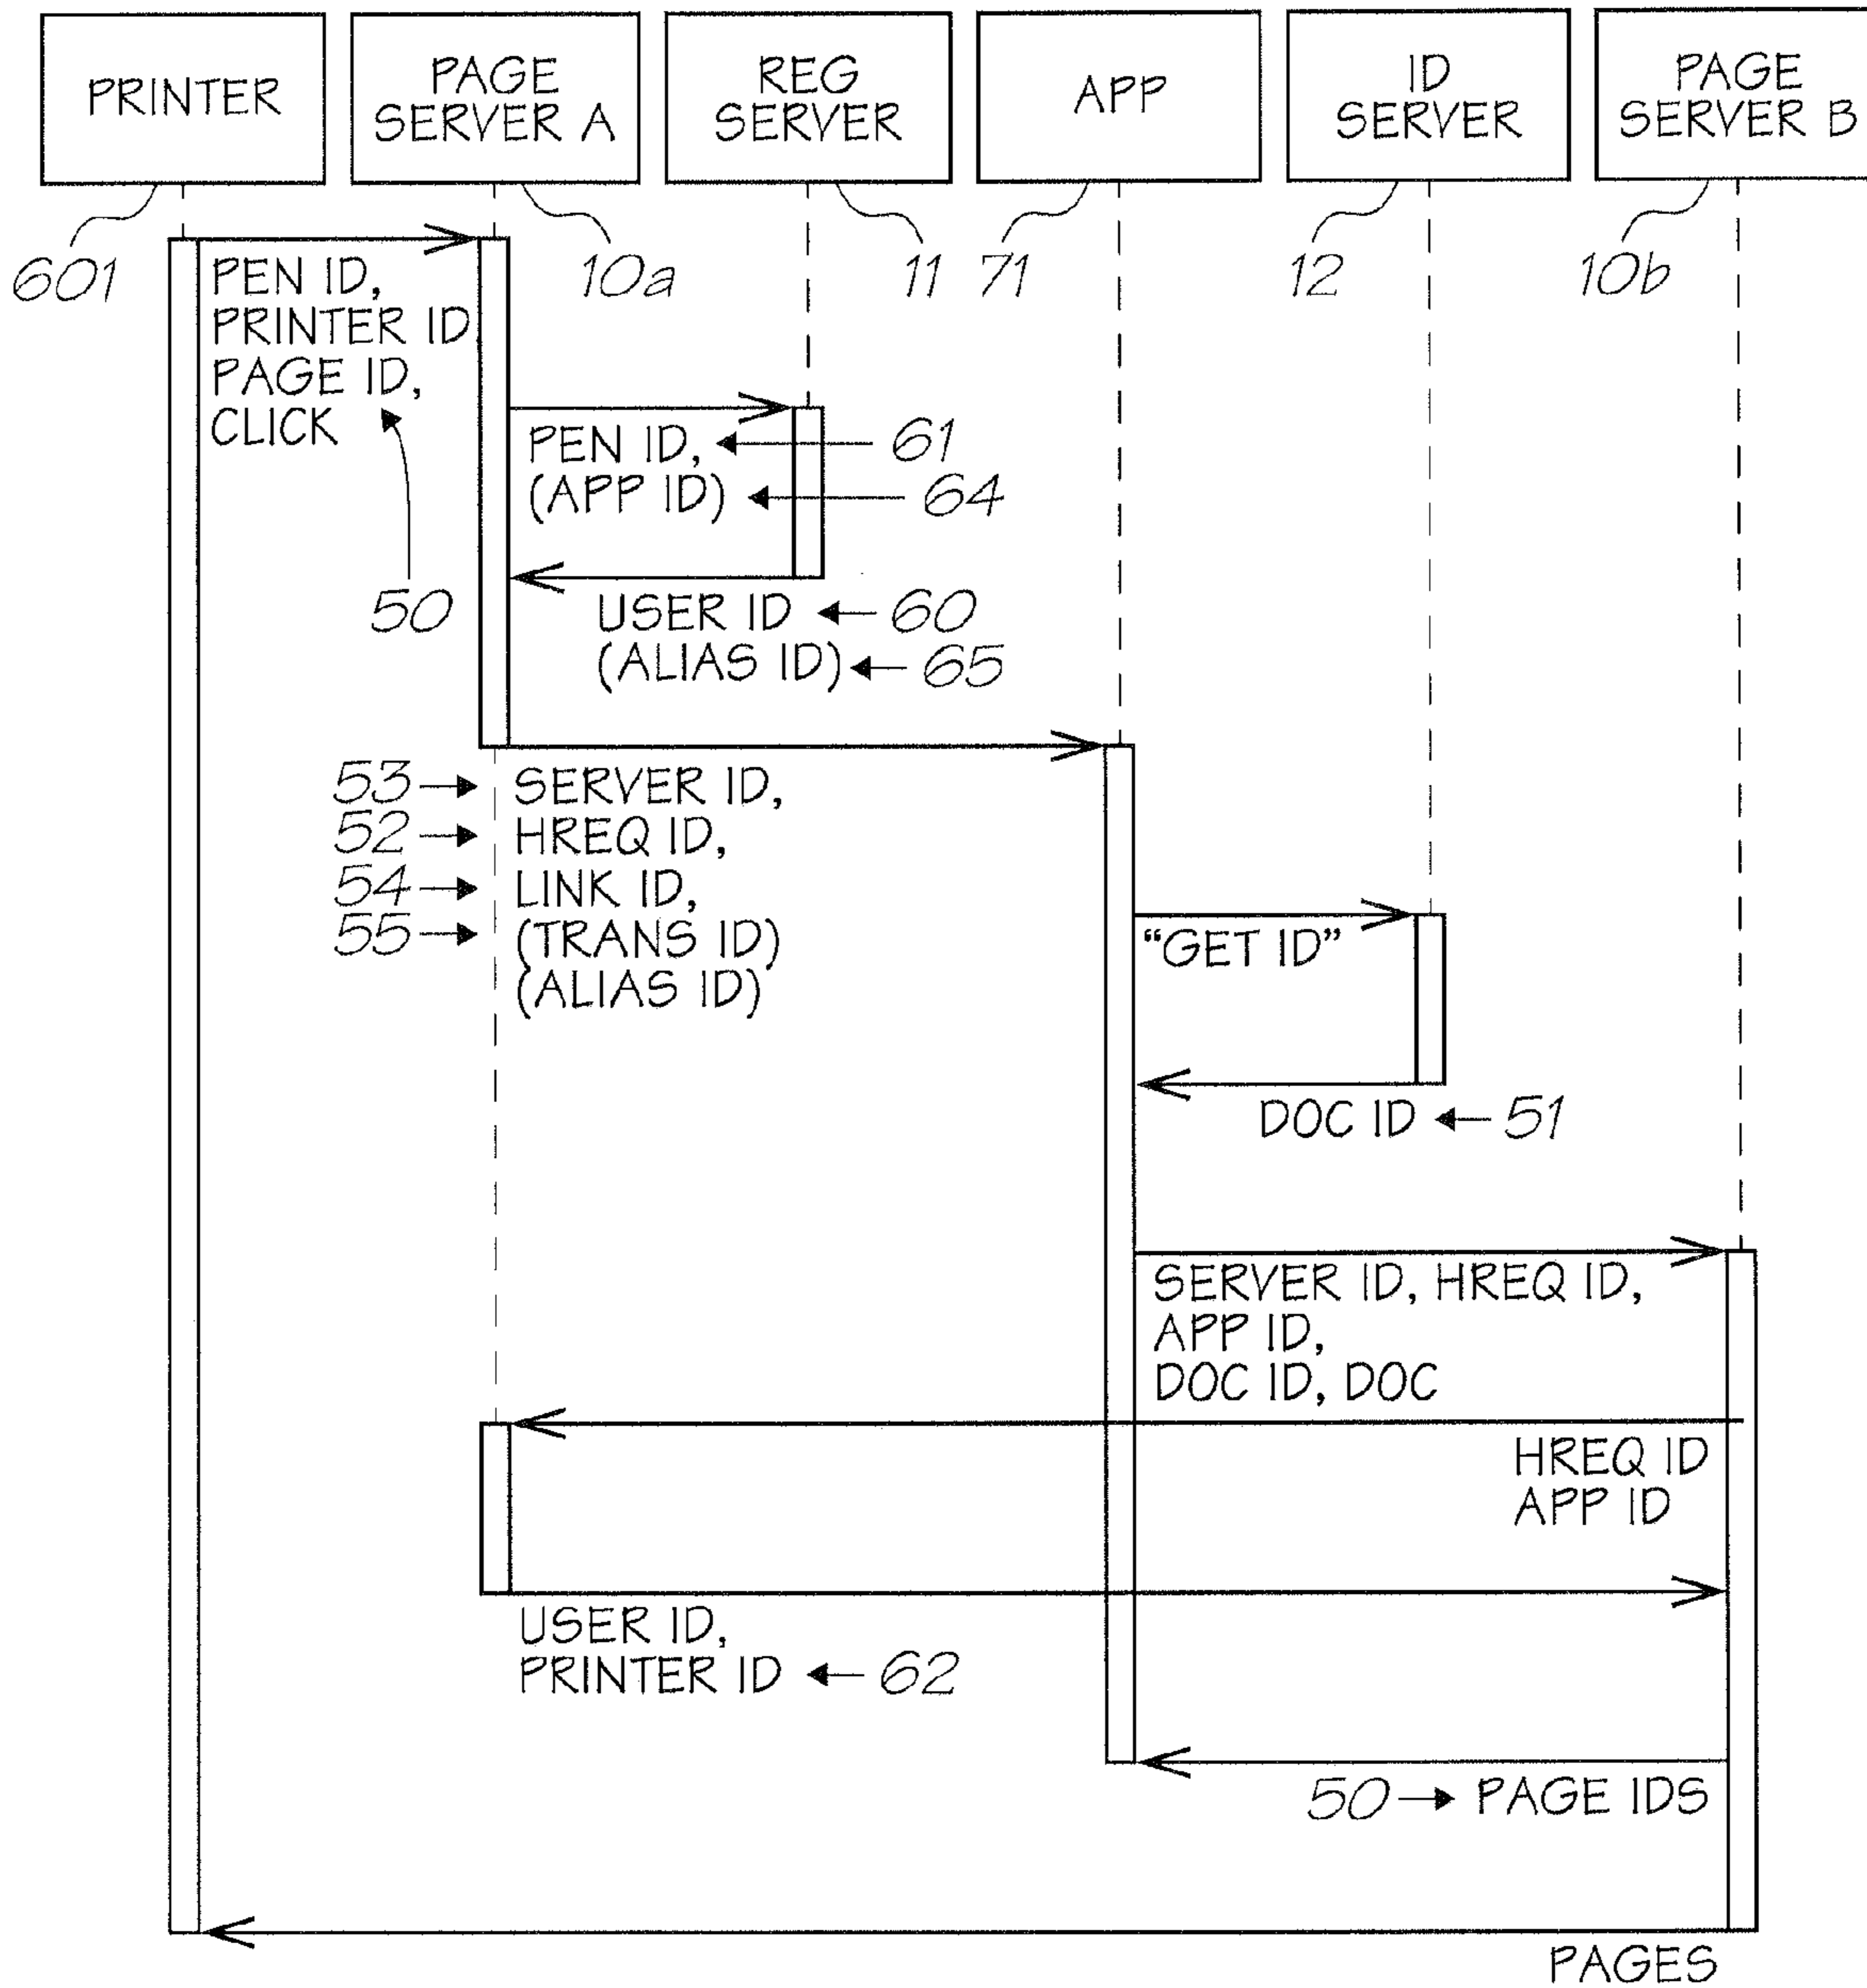 PRINTER
PAGE
SERVER A
REG
SERVER
APP
ID
SERVER
PAGE
SERVER B
601
10a
11
71
12
10b
PEN ID,
PRINTER ID
PAGE ID,
CLICK
50
PEN ID,
61
(APP ID)
64
USER ID
60
(ALIAS ID)
65
53
SERVER ID,
52
HREQ ID,
54
LINK ID,
55
(TRANS ID)
(ALIAS ID)
“GET ID”
DOC ID
51
SERVER ID, HREQ ID,
APP ID,
DOC ID, DOC
HREQ ID
APP ID
USER ID,
PRINTER ID
62
50
PAGE IDS
PAGES